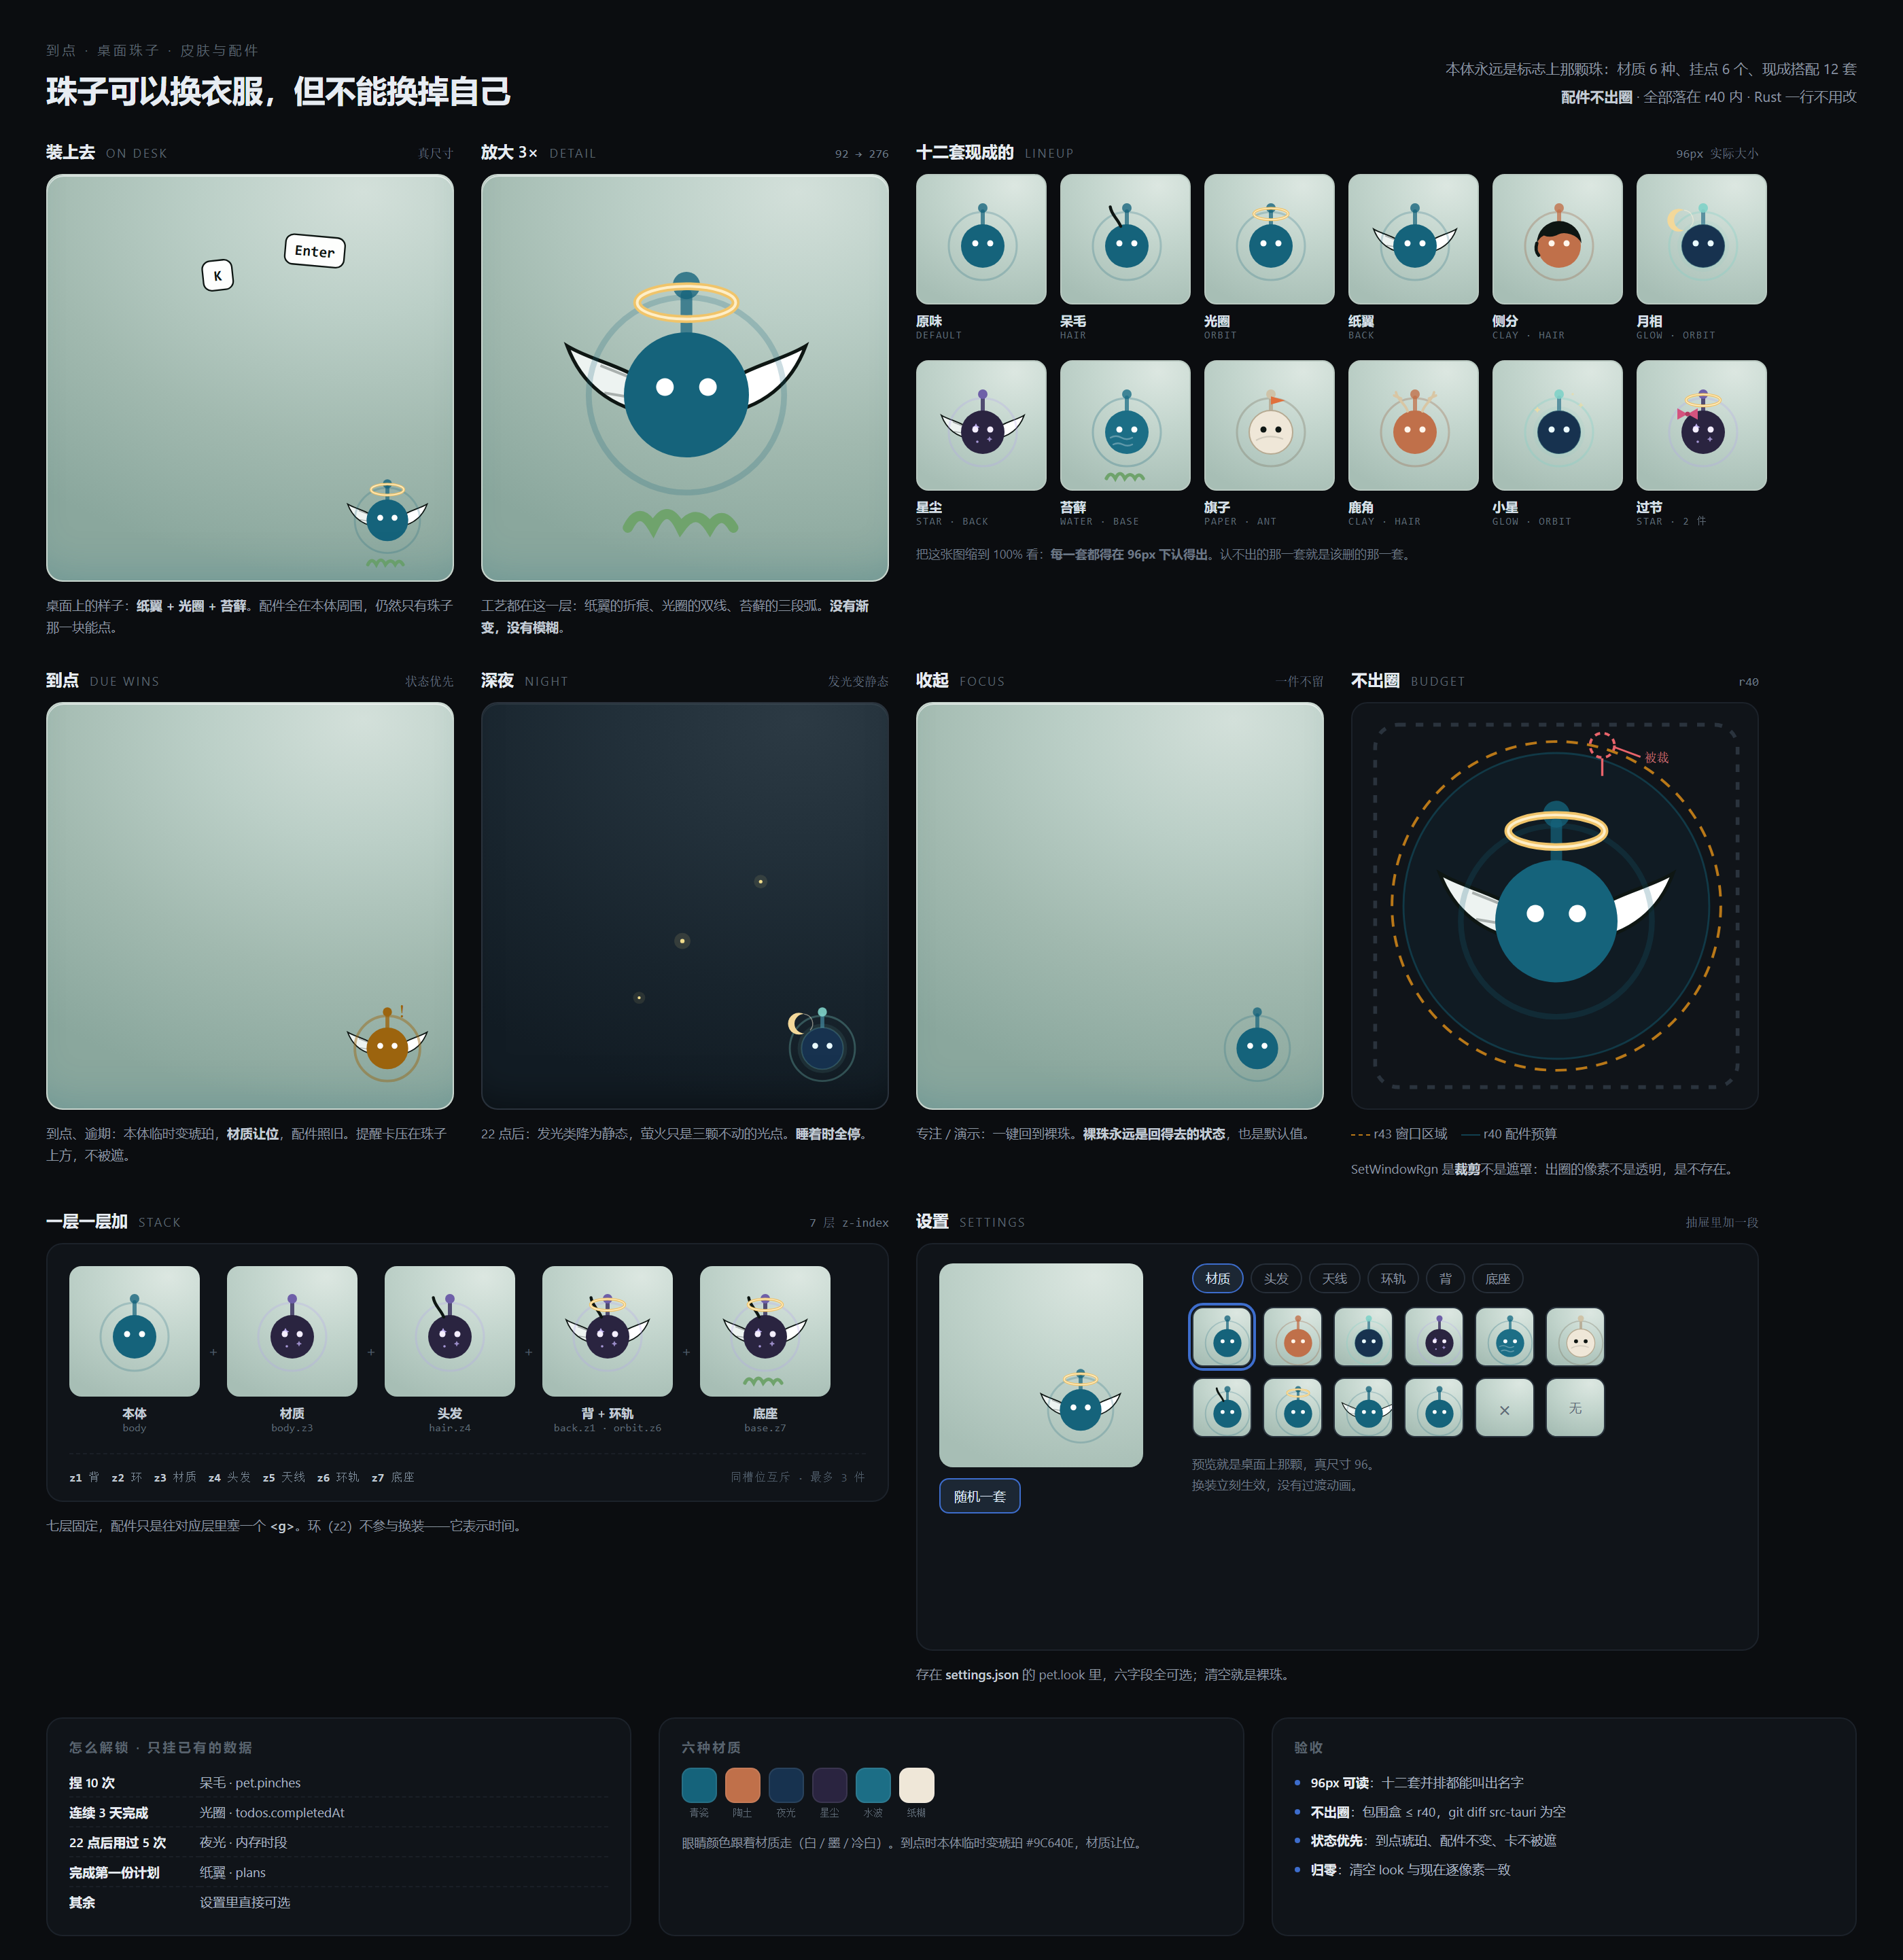 到点 · 桌面珠子 · 皮肤与配件
珠子可以换衣服，但不能换掉自己
本体永远是标志上那颗珠：材质 6 种、挂点 6 个、现成搭配 12 套
配件不出圈 · 全部落在 r40 内 · Rust 一行不用改
装上去 ON DESK 真尺寸
K
Enter
桌面上的样子：纸翼 + 光圈 + 苔藓。配件全在本体周围，仍然只有珠子
那一块能点。
放大 3× DETAIL 92 → 276
工艺都在这一层：纸翼的折痕、光圈的双线、苔藓的三段弧。没有渐
变，没有模糊。
十二套现成的 LINEUP 96px 实际大小
原味 呆毛 光圈 纸翼 侧分 月相
DEFAULT HAIR ORBIT BACK CLAY · HAIR GLOW · ORBIT
星尘 苔藓 旗子 鹿角 小星 过节
STAR · BACK WATER · BASE PAPER · ANT CLAY · HAIR GLOW · ORBIT STAR · 2 件
把这张图缩到 100% 看：每一套都得在 96px 下认得出。认不出的那一套就是该删的那一套。
到点 DUE WINS 状态优先
!
到点、逾期：本体临时变琥珀，材质让位，配件照旧。提醒卡压在珠子
上方，不被遮。
深夜 NIGHT 发光变静态
22 点后：发光类降为静态，萤火只是三颗不动的光点。睡着时全停。
收起 FOCUS 一件不留
专注 / 演示：一键回到裸珠。裸珠永远是回得去的状态，也是默认值。
不出圈 BUDGET r40
被裁
r43 窗口区域 r40 配件预算
SetWindowRgn 是裁剪不是遮罩：出圈的像素不是透明，是不存在。
一层一层加 STACK 7 层 z-index
+ + + +
本体 材质 头发 背 + 环轨 底座
body body.z3 hair.z4 back.z1 · orbit.z6 base.z7
z1 背 z2 环 z3 材质 z4 头发 z5 天线 z6 环轨 z7 底座 同槽位互斥 · 最多 3 件
七层固定，配件只是往对应层里塞一个 <g>。环（z2）不参与换装——它表示时间。
设置 SETTINGS 抽屉里加一段
材质 头发 天线 环轨 背 底座
× 无
预览就是桌面上那颗，真尺寸 96。
换装立刻生效，没有过渡动画。
随机一套
存在 settings.json 的 pet.look 里，六字段全可选；清空就是裸珠。
怎么解锁 · 只挂已有的数据
捏 10 次 呆毛 · pet.pinches
连续 3 天完成 光圈 · todos.completedAt
22 点后用过 5 次 夜光 · 内存时段
完成第一份计划 纸翼 · plans
其余 设置里直接可选
六种材质
青瓷 陶土 夜光 星尘 水波 纸糊
眼睛颜色跟着材质走（白 / 墨 / 冷白）。到点时本体临时变琥珀 #9C640E，材质让位。
验收
96px 可读：十二套并排都能叫出名字
不出圈：包围盒 ≤ r40，git diff src-tauri 为空
状态优先：到点琥珀、配件不变、卡不被遮
归零：清空 look 与现在逐像素一致